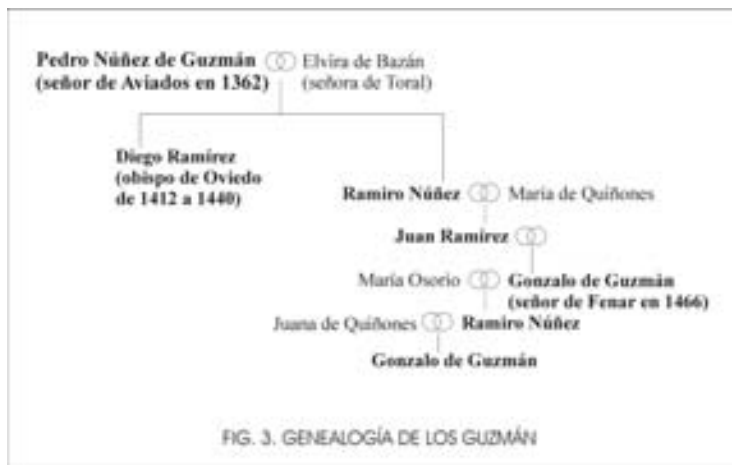 Pedro Núñez de Guzmán Elvira de Bazán
(señor de Aviados en 1362) (señora de Toral)
Diego Ramírez
(obispo de Oviedo
de 1412 a 1440)
Ramiro Núñez María de Quiñones
Juan Ramírez
María Osorio Gonzalo de Guzmán
(señor de Fenar en 1466)
Juana de Quiñones Ramiro Núñez
Gonzalo de Guzmán
FIG. 3. GENEALOGÍA DE LOS GUZMÁN